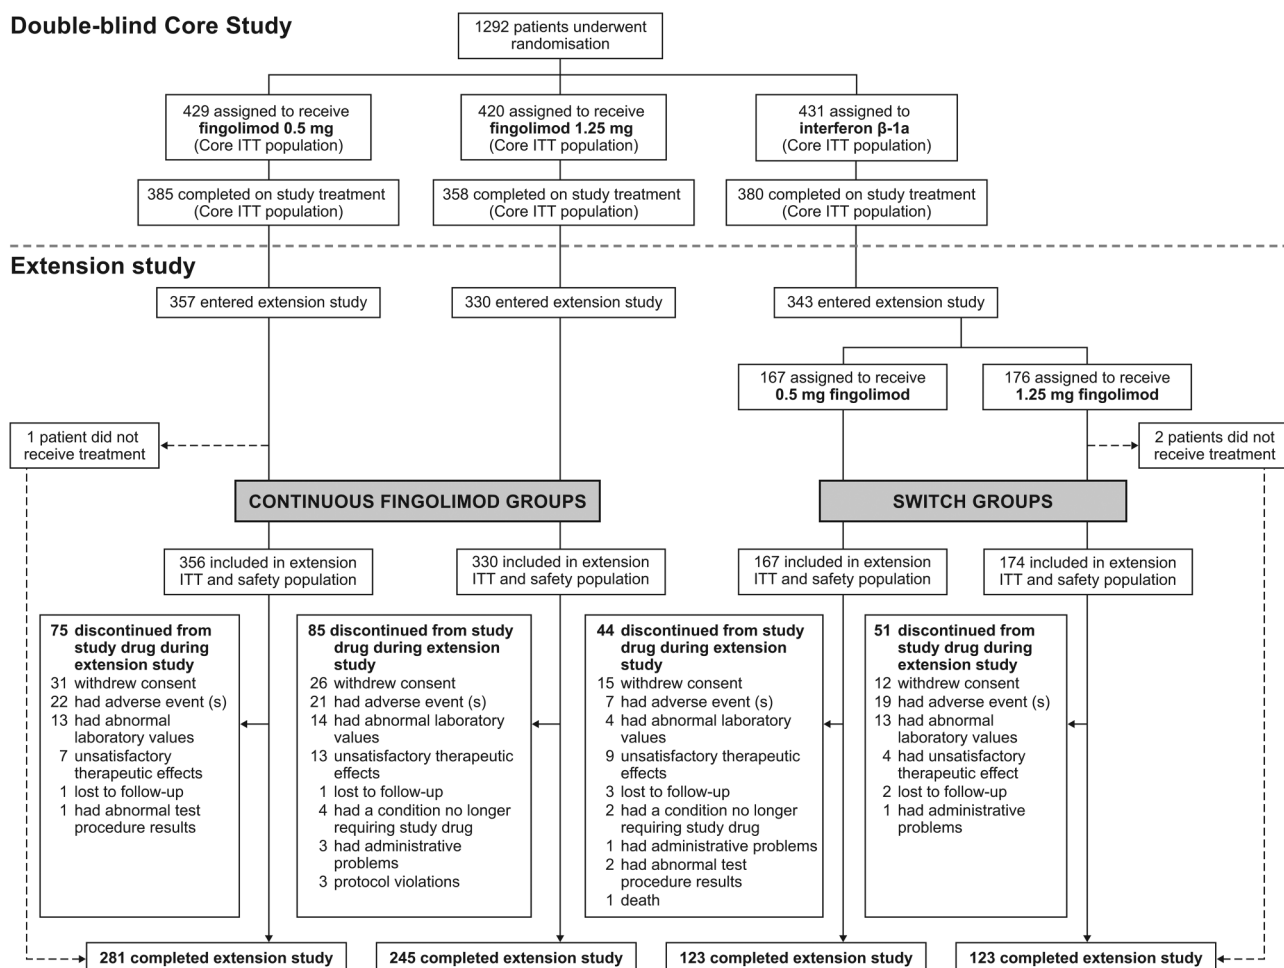 Double-blind Core Study
1292 patients underwent
randomisation
429 assigned to receive
fingolimod 0.5 mg
(Core ITT population)
420 assigned to receive
fingolimod 1.25 mg
(Core ITT population)
431 assigned to
interferon β-1a
(Core ITT population)
385 completed on study treatment
(Core ITT population)
358 completed on study treatment
(Core ITT population)
380 completed on study treatment
(Core ITT population)
Extension study
357 entered extension study
330 entered extension study
343 entered extension study
167 assigned to receive
0.5 mg fingolimod
176 assigned to receive
1.25 mg fingolimod
1 patient did not
receive treatment
2 patients did not
receive treatment
CONTINUOUS FINGOLIMOD GROUPS
SWITCH GROUPS
356 included in extension
ITT and safety population
330 included in extension
ITT and safety population
167 included in extension
ITT and safety population
174 included in extension
ITT and safety population
75 discontinued from
study drug during
extension study
31 withdrew consent
22 had adverse event (s)
13 had abnormal
laboratory values
7 unsatisfactory
therapeutic effects
1 lost to follow-up
1 had abnormal test
procedure results
85 discontinued from study
drug during extension
study
26 withdrew consent
21 had adverse event (s)
14 had abnormal laboratory
values
13 unsatisfactory therapeutic
effects
1 lost to follow-up
4 had a condition no longer
requiring study drug
3 had administrative
problems
3 protocol violations
44 discontinued from study
drug during extension
study
15 withdrew consent
7 had adverse event (s)
4 had abnormal laboratory
values
9 unsatisfactory therapeutic
effects
3 lost to follow-up
2 had a condition no longer
requiring study drug
1 had administrative problems
2 had abnormal test
procedure results
1 death
51 discontinued from
study drug during
extension study
12 withdrew consent
19 had adverse event (s)
13 had abnormal
laboratory values
4 had unsatisfactory
therapeutic effect
2 lost to follow-up
1 had administrative
problems
281 completed extension study
245 completed extension study
123 completed extension study
123 completed extension study